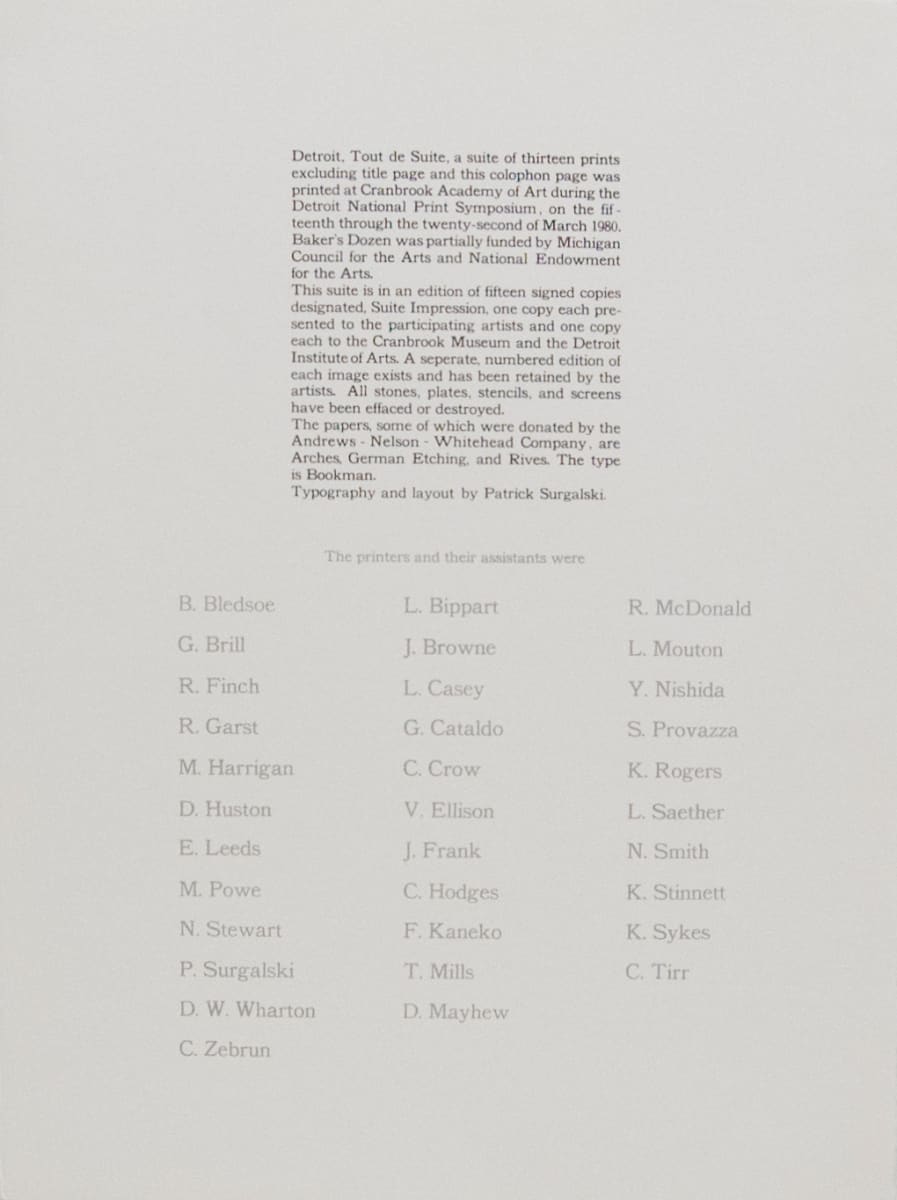 Detroit, Tout de Suite, a suite of thirteen prints
excluding title page and this colophon page was
printed at Cranbrook Academy of Art during the
Detroit National Print Symposium, on the fif-
teenth through the twenty-second of March 1980.
Baker's Dozen was partially funded by Michigan
Council for the Arts and National Endowment
for the Arts.
This suite is in an edition of fifteen signed copies
designated, Suite Impression, one copy each pre-
sented to the participating artists and one copy
each to the Cranbrook Museum and the Detroit
Institute of Arts. A seperate, numbered edition of
each image exists and has been retained by the
artists. All stones, plates, stencils, and screens
have been effaced or destroyed.
The papers, some of which were donated by the
Andrews - Nelson - Whitehead Company, are
Arches, German Etching, and Rives. The type
is Bookman.
Typography and layout by Patrick Surgalski.
The printers and their assistants were
B. Bledsoe
G. Brill
R. Finch
R. Garst
M. Harrigan
D. Huston
E. Leeds
M. Powe
N. Stewart
P. Surgalski
D. W. Wharton
C. Zebrun
L. Bippart
J. Browne
L. Casey
G. Cataldo
C. Crow
V. Ellison
J. Frank
C. Hodges
F. Kaneko
T. Mills
D. Mayhew
R. McDonald
L. Mouton
Y. Nishida
S. Provazza
K. Rogers
L. Saether
N. Smith
K. Stinnett
K. Sykes
C. Tirr